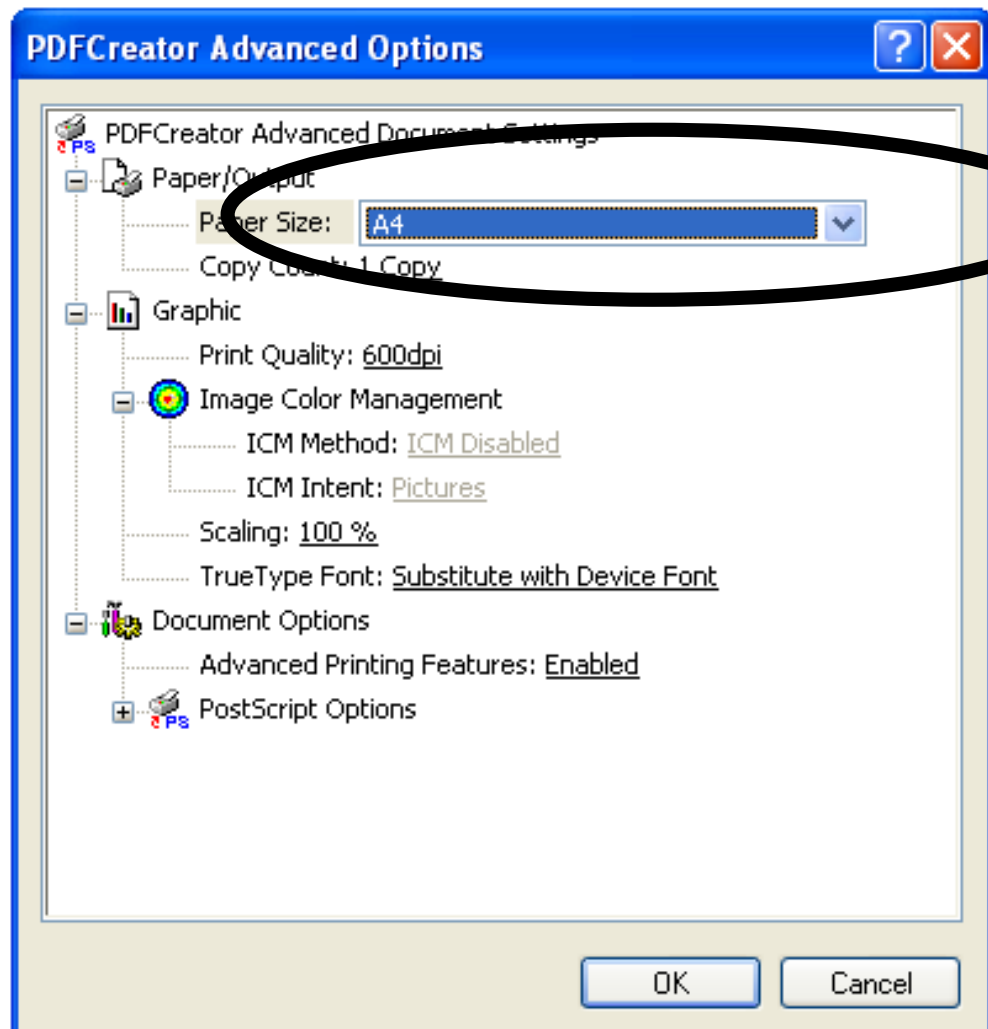 PDFCreator Advanced Options
PDFCreator Advanced Document Settings
Paper/Output
Paper Size: A4
Copy Count: 1 Copy
Graphic
Print Quality: 600dpi
Image Color Management
ICM Method: ICM Disabled
ICM Intent: Pictures
Scaling: 100 %
TrueType Font: Substitute with Device Font
Document Options
Advanced Printing Features: Enabled
PostScript Options
OK Cancel